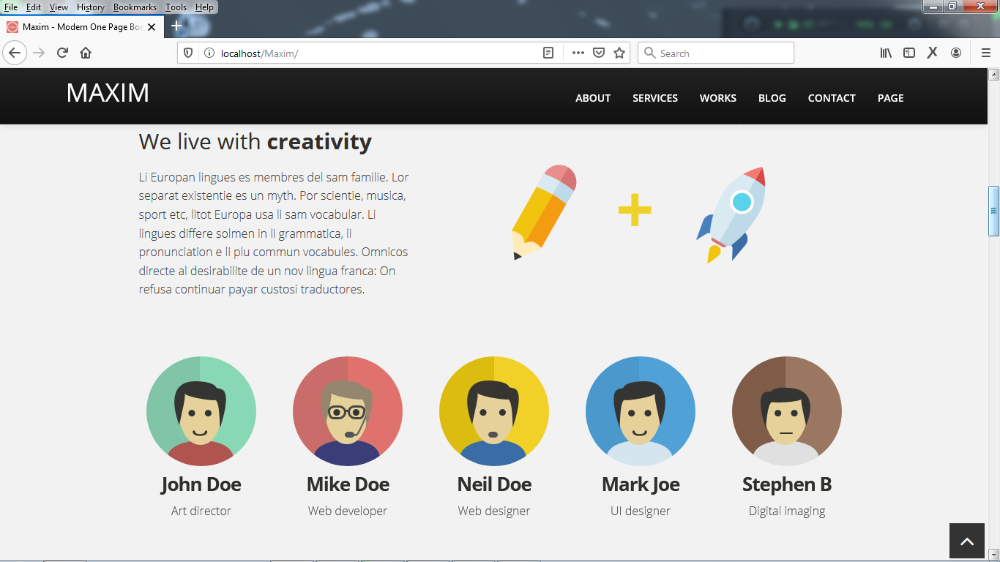 File Edit View History Bookmarks Tools Help
Maxim - Modern One Page Boo
localhost/Maxim/
Search
MAXIM
ABOUT SERVICES WORKS BLOG CONTACT PAGE
We live with creativity
Li Europan lingues es membres del sam familie. Lor
separat existentie es un myth. Por scientie, musica,
sport etc, litot Europa usa li sam vocabular. Li
lingues differe solmen in li grammatica, li
pronunciation e li plu commun vocabules. Omnicos
directe al desirabilite de un nov lingua franca: On
refusa continuar payar custosi traductores.
John Doe Mike Doe Neil Doe Mark Joe Stephen B
Art director Web developer Web designer UI designer Digital imaging